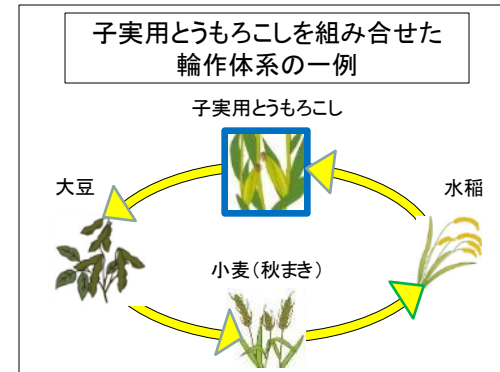 子実用とうもろこしを組み合せた
輪作体系の一例
子実用とうもろこし
大豆
水稲
小麦（秋まき）